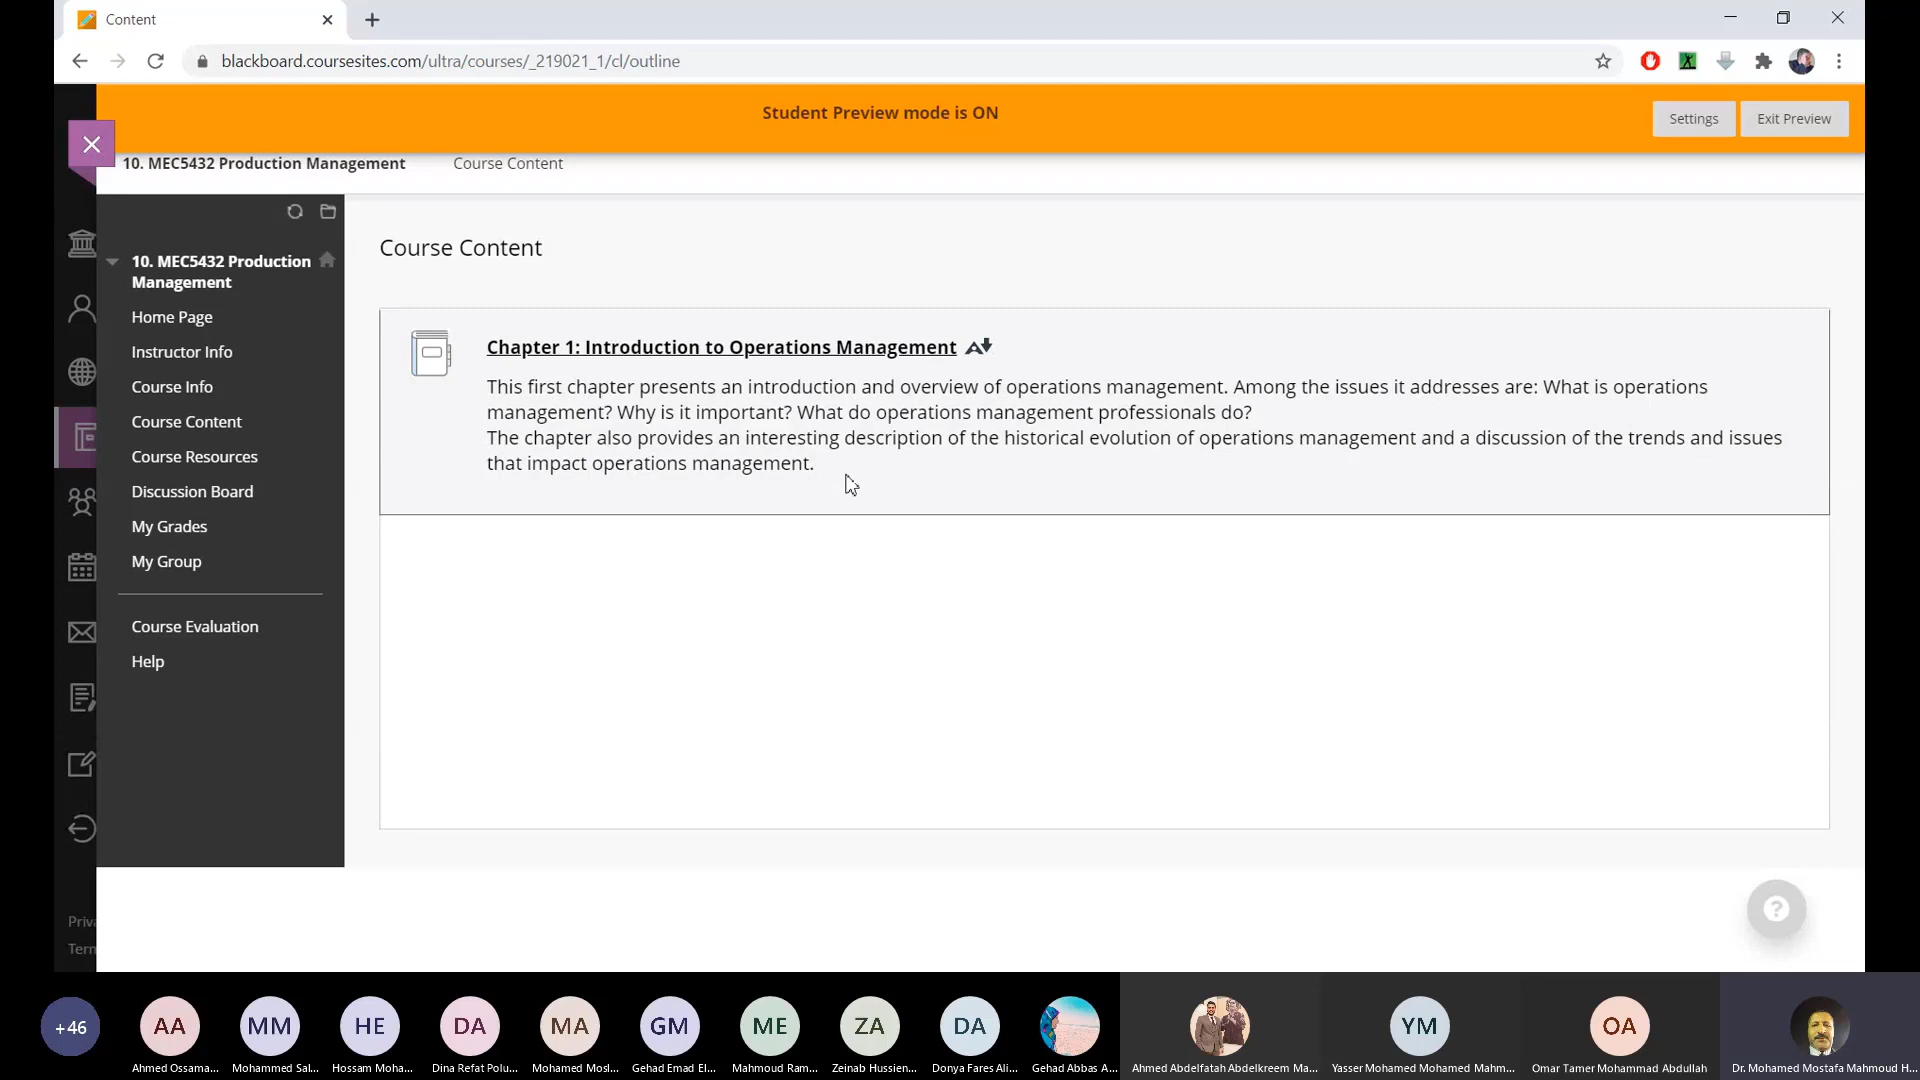 Content
blackboard.coursesites.com/ultra/courses/_219021_1/cl/outline
Student Preview mode is ON
Settings
Exit Preview
10. MEC5432 Production Management
Course Content
10. MEC5432 Production
Management
Home Page
Instructor Info
Course Info
Course Content
Course Resources
Discussion Board
My Grades
My Group
Course Evaluation
Help
Priva
Term
Course Content
Chapter 1: Introduction to Operations Management
This first chapter presents an introduction and overview of operations management. Among the issues it addresses are: What is operations
management? Why is it important? What do operations management professionals do?
The chapter also provides an interesting description of the historical evolution of operations management and a discussion of the trends and issues
that impact operations management.
?
+46
AA
MM
HE
DA
MA
GM
ME
ZA
DA
YM
OA
Ahmed Ossama...
Mohammed Sal...
Hossam Moha...
Dina Refat Polu...
Mohamed Mosl...
Gehad Emad El...
Mahmoud Ram...
Zeinab Hussien...
Donya Fares Ali...
Gehad Abbas A...
Ahmed Abdelfatah Abdelkreem Ma...
Yasser Mohamed Mohamed Mahm...
Omar Tamer Mohammad Abdullah
Dr. Mohamed Mostafa Mahmoud H...